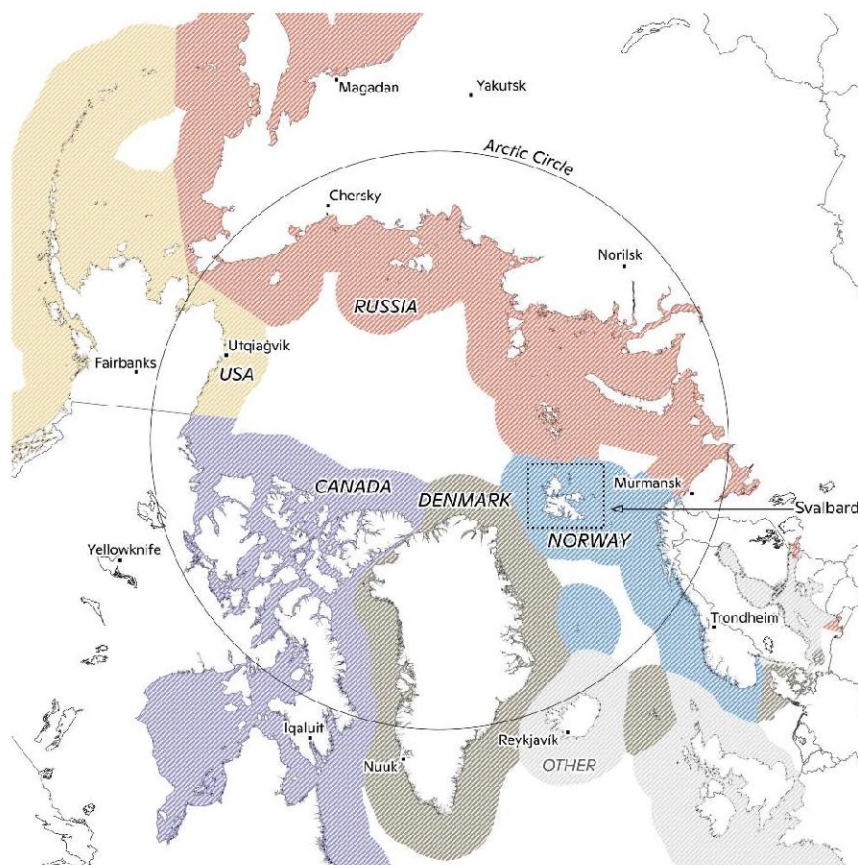 Magadan
Yakutsk
Arctic Circle
Chersky
Norilsk
RUSSIA
Utqiaġvik
Fairbanks
USA
CANADA
DENMARK
Murmansk
Svalbard
NORWAY
Yellowknife
Trondheim
Iqaluit
Reykjavík
Nuuk
OTHER